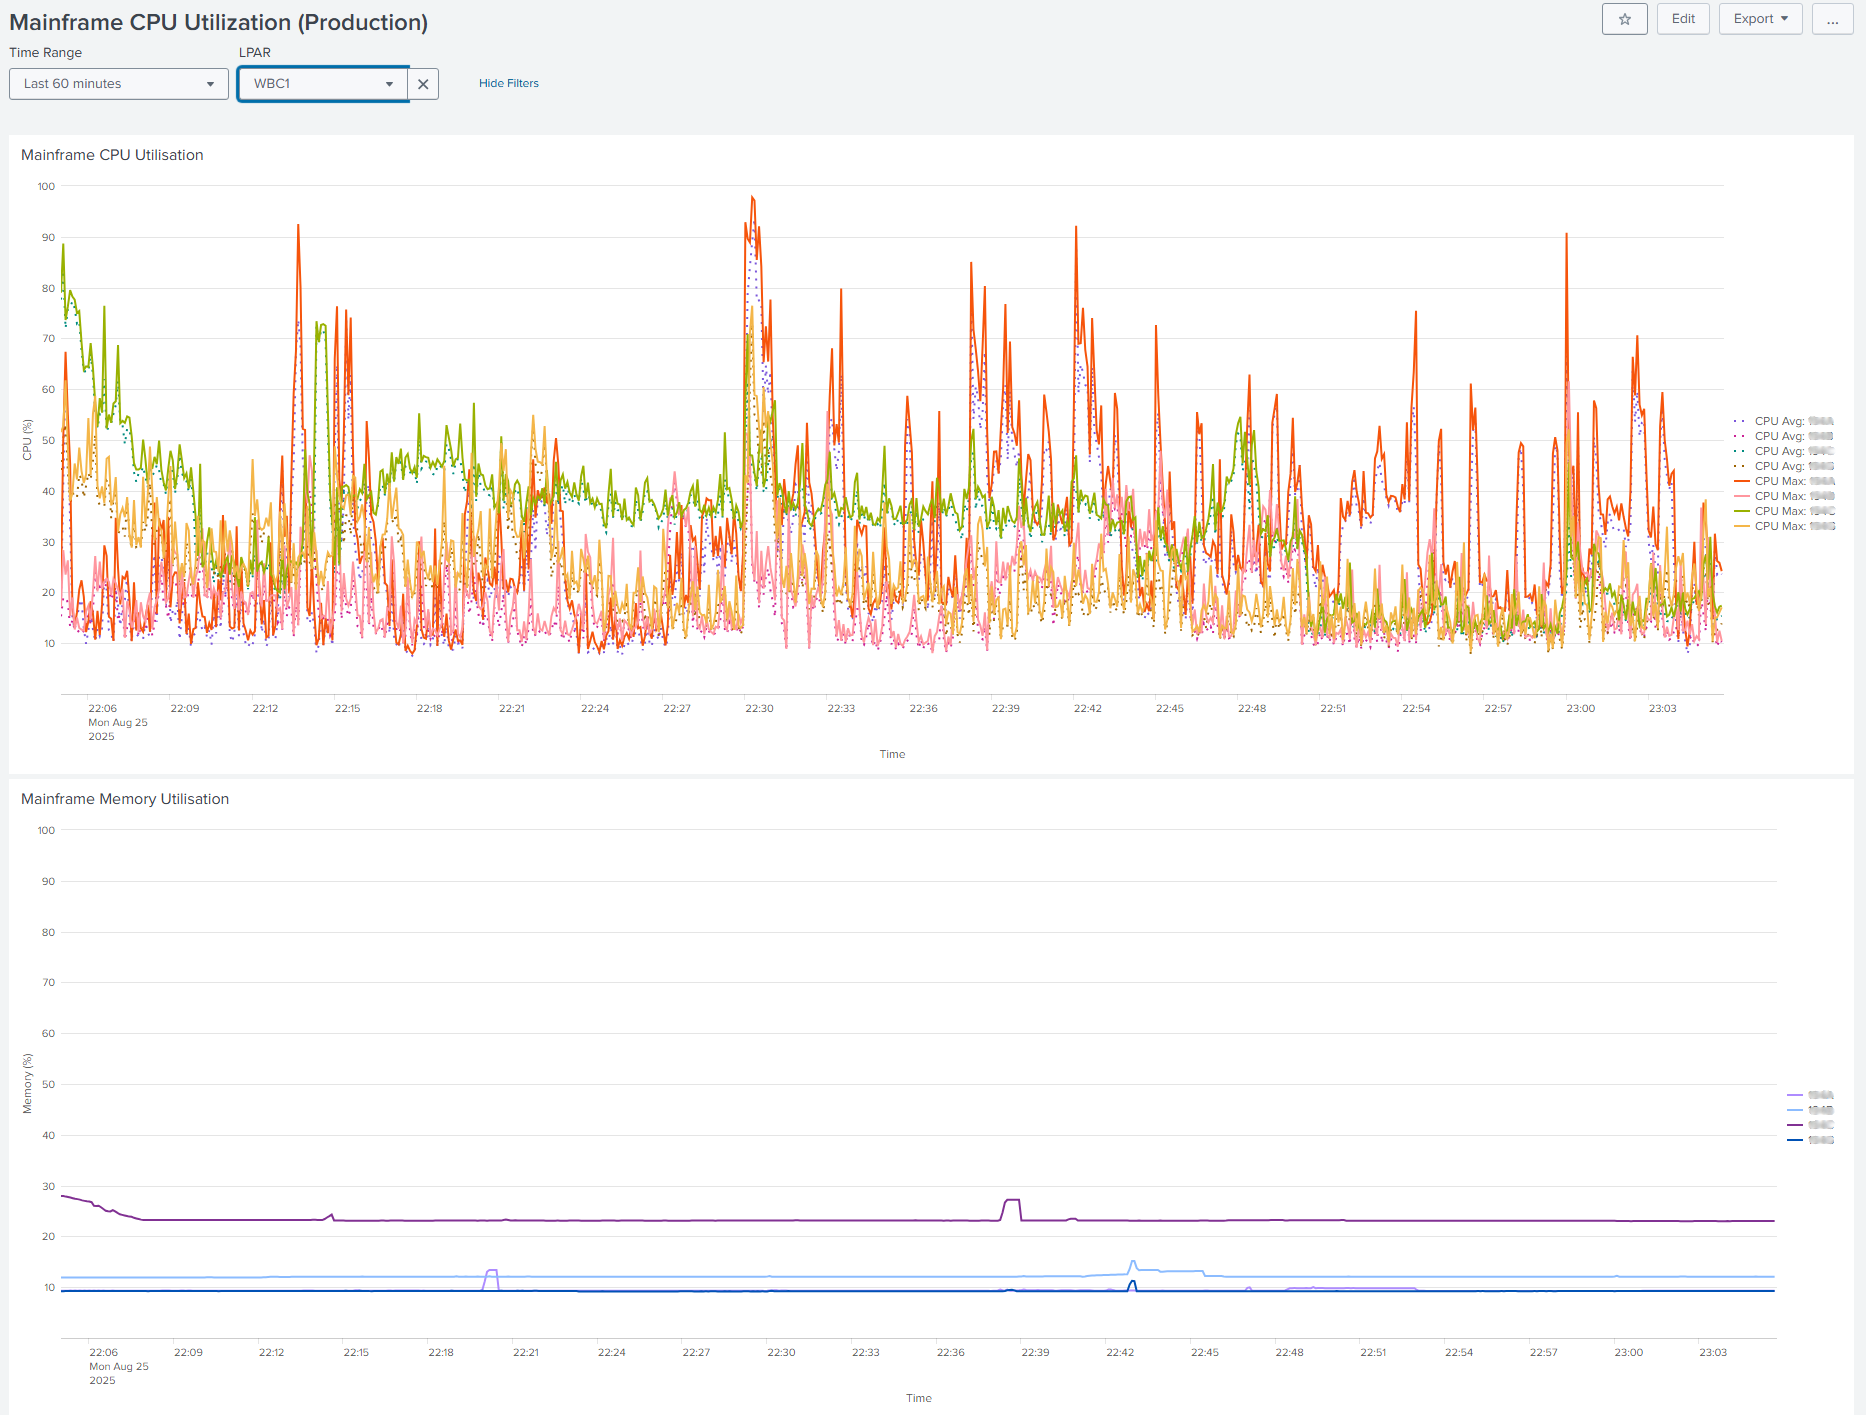 Mainframe CPU Utilization (Production)
Edit
Export
...
Time Range
LPAR
Last 60 minutes
WBC1
Hide Filters
Mainframe CPU Utilisation
100
90
80
70
60
50
40
30
20
10
CPU (%)
CPU Avg:
CPU Avg:
CPU Avg:
CPU Avg:
CPU Max:
CPU Max:
CPU Max:
CPU Max:
22:06 22:09 22:12 22:15 22:18 22:21 22:24 22:27 22:30 22:33 22:36 22:39 22:42 22:45 22:48 22:51 22:54 22:57 23:00 23:03
Mon Aug 25
2025
Time
Mainframe Memory Utilisation
100
90
80
70
60
50
40
30
20
10
Memory (%)
22:06 22:09 22:12 22:15 22:18 22:21 22:24 22:27 22:30 22:33 22:36 22:39 22:42 22:45 22:48 22:51 22:54 22:57 23:00 23:03
Mon Aug 25
2025
Time